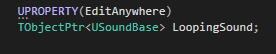 UPROPERTY(EditAnywhere)
TObjectPtr<USoundBase> LoopingSound;